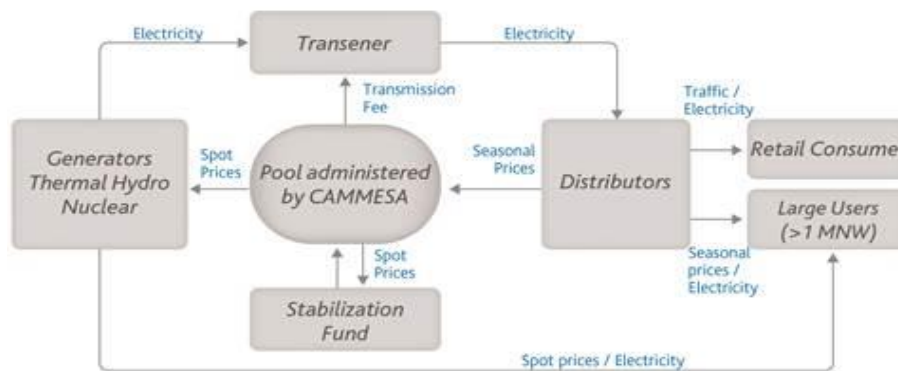 Electricity
Transener
Electricity
Transmission
Fee
Traffic /
Electricity
Generators
Thermal Hydro
Nuclear
Spot
Prices
Pool administered
by CAMMESA
Seasonal
Prices
Distributors
Retail Consume
Large Users
(>1 MNW)
Spot
Prices
Seasonal
prices /
Electricity
Stabilization
Fund
Spot prices / Electricity